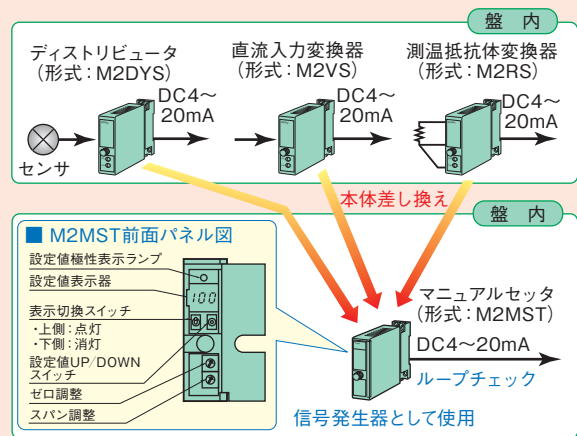 盤　内
ディストリビュータ
（形式：M2DYS）
直流入力変換器
（形式：M2VS）
測温抵抗体変換器
（形式：M2RS）
DC4～
20mA
DC4～
20mA
DC4～
20mA
センサ
本体差し換え
盤　内
■ M2MST前面パネル図
設定値極性表示ランプ
設定値表示器
100
表示切換スイッチ
・上側：点灯
・下側：消灯
設定値UP/DOWN
スイッチ
ゼロ調整
スパン調整
マニュアルセッタ
（形式：M2MST）
DC4～20mA
ループチェック
信号発生器として使用